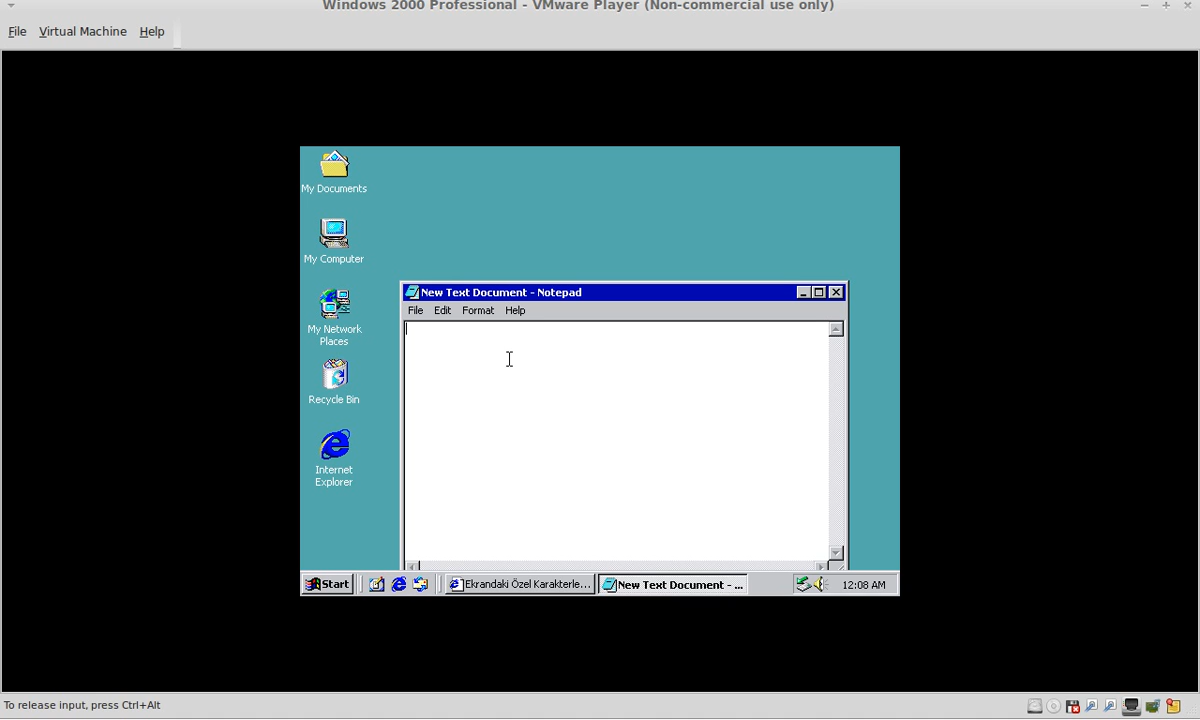 Windows 2000 Professional - VMware Player (Non-commercial use only)
File Virtual Machine Help
My Documents
My Computer
My Network
Places
Recycle Bin
Internet
Explorer
New Text Document - Notepad
File Edit Format Help
Start
Ekrandaki Özel Karakterle...
New Text Document - ...
12:08 AM
To release input, press Ctrl+Alt